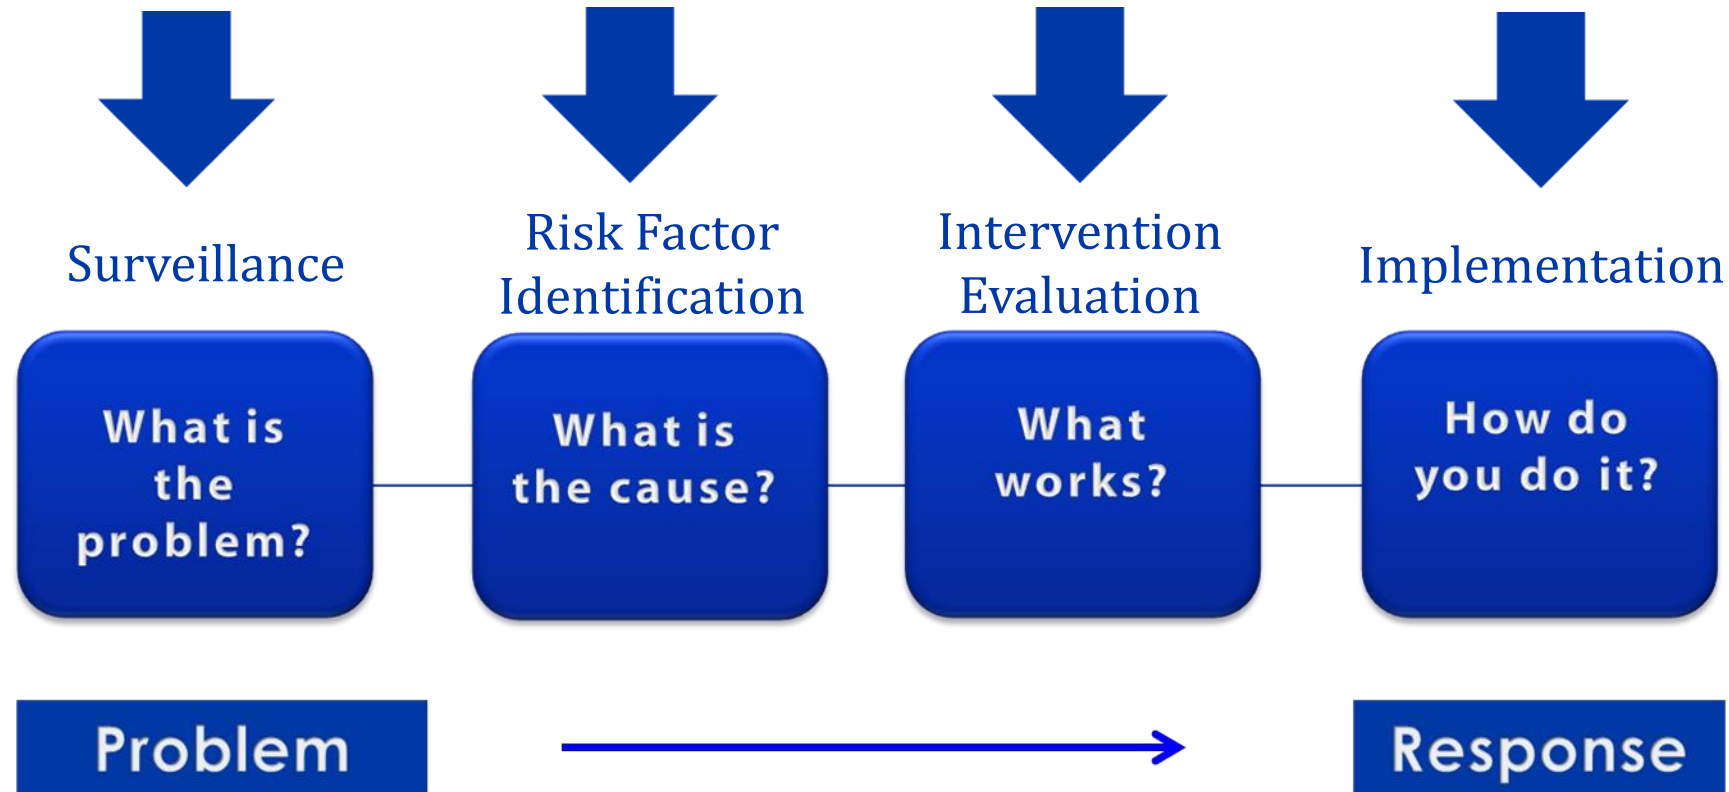 Surveillance
Risk Factor
Identification
Intervention
Evaluation
Implementation
What is
the
problem?
What is
the cause?
What
works?
How do
you do it?
Problem
Response